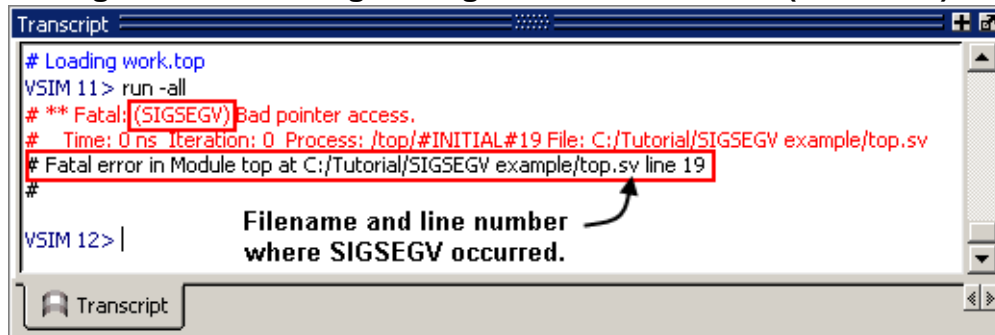 Transcript
# Loading work.top
VSIM 11> run -all
# ** Fatal: (SIGSEGV) Bad pointer access.
#    Time: 0 ns  Iteration: 0  Process: /top/#INITIAL#19 File: C:/Tutorial/SIGSEGV example/top.sv
# Fatal error in Module top at C:/Tutorial/SIGSEGV example/top.sv line 19
#
Filename and line number
where SIGSEGV occurred.
VSIM 12>
Transcript